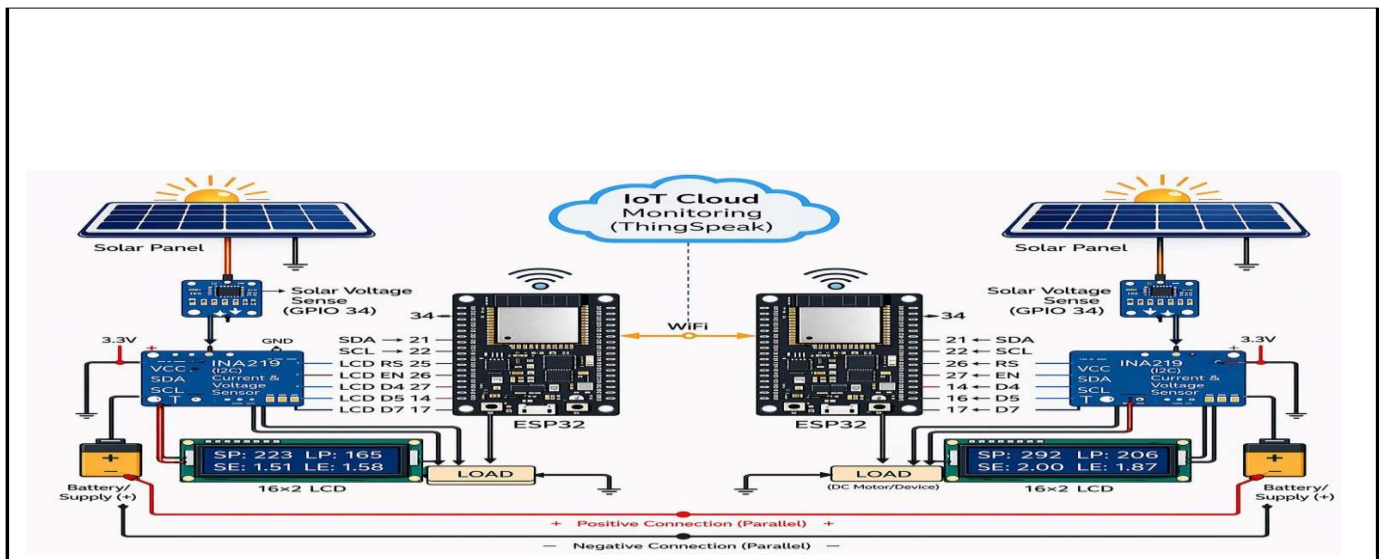 IoT Cloud
Monitoring
(ThingSpeak)
Solar Panel
Solar Voltage
Sense
(GPIO 34)
3.3V
+
GND
VCC
SDA
SCL
T
INA219
(I2C)
Current &
Voltage
Sensor
34
SDA → 21
SCL → 22
LCD RS 25
LCD EN 26
LCD D4 27
LCD D5 14
LCD D7 17
ESP32
WiFi
SP: 223 LP: 165
SE: 1.51 LE: 1.58
16×2 LCD
LOAD
Battery/
Supply (+)
Solar Panel
Solar Voltage
Sense
(GPIO 34)
34
21 ← SDA
22 ← SCL
26 ← RS
27 ← EN
14 ← D4
16 ← D5
17 ← D7
ESP32
3.3V
+
VCC
SDA
SCL
T
INA219
(I2C)
Current &
Voltage
Sensor
LOAD
(DC Motor/Device)
SP: 292 LP: 206
SE: 2.00 LE: 1.87
16×2 LCD
Battery/
Supply (+)
+ Positive Connection (Parallel) +
— Negative Connection (Parallel) —